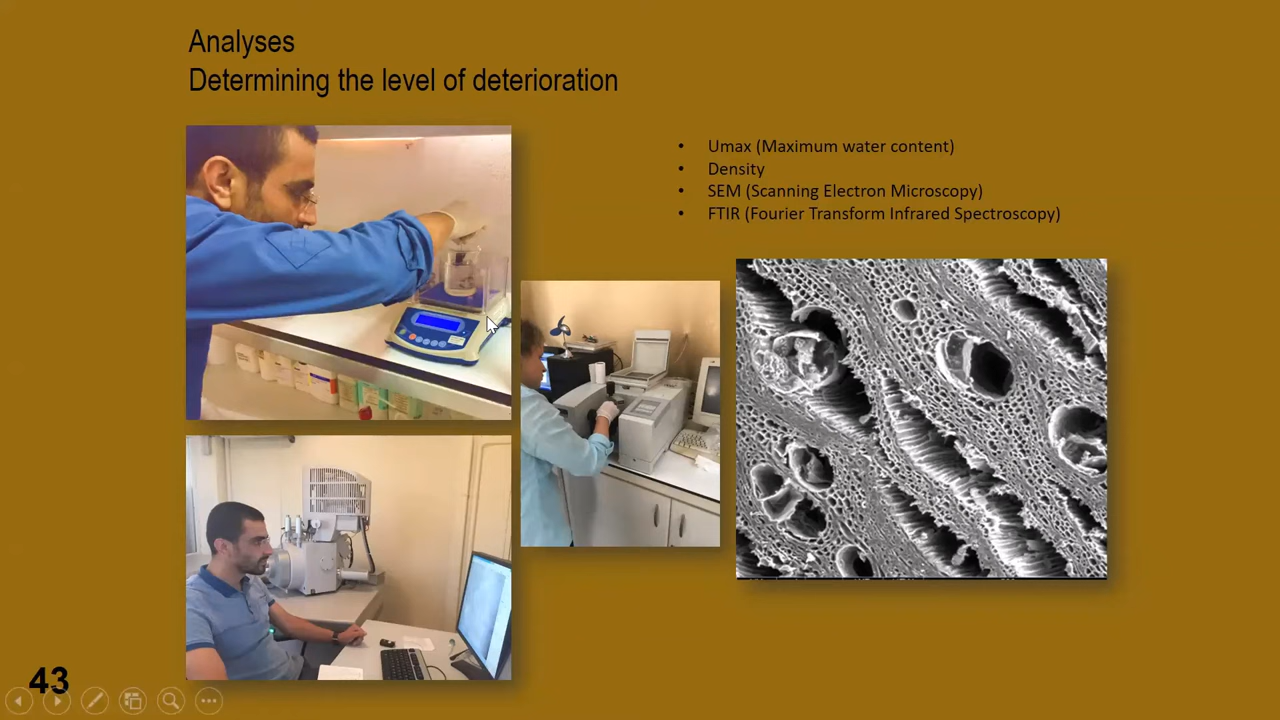 Analyses
Determining the level of deterioration
• Umax (Maximum water content)
• Density
• SEM (Scanning Electron Microscopy)
• FTIR (Fourier Transform Infrared Spectroscopy)
43